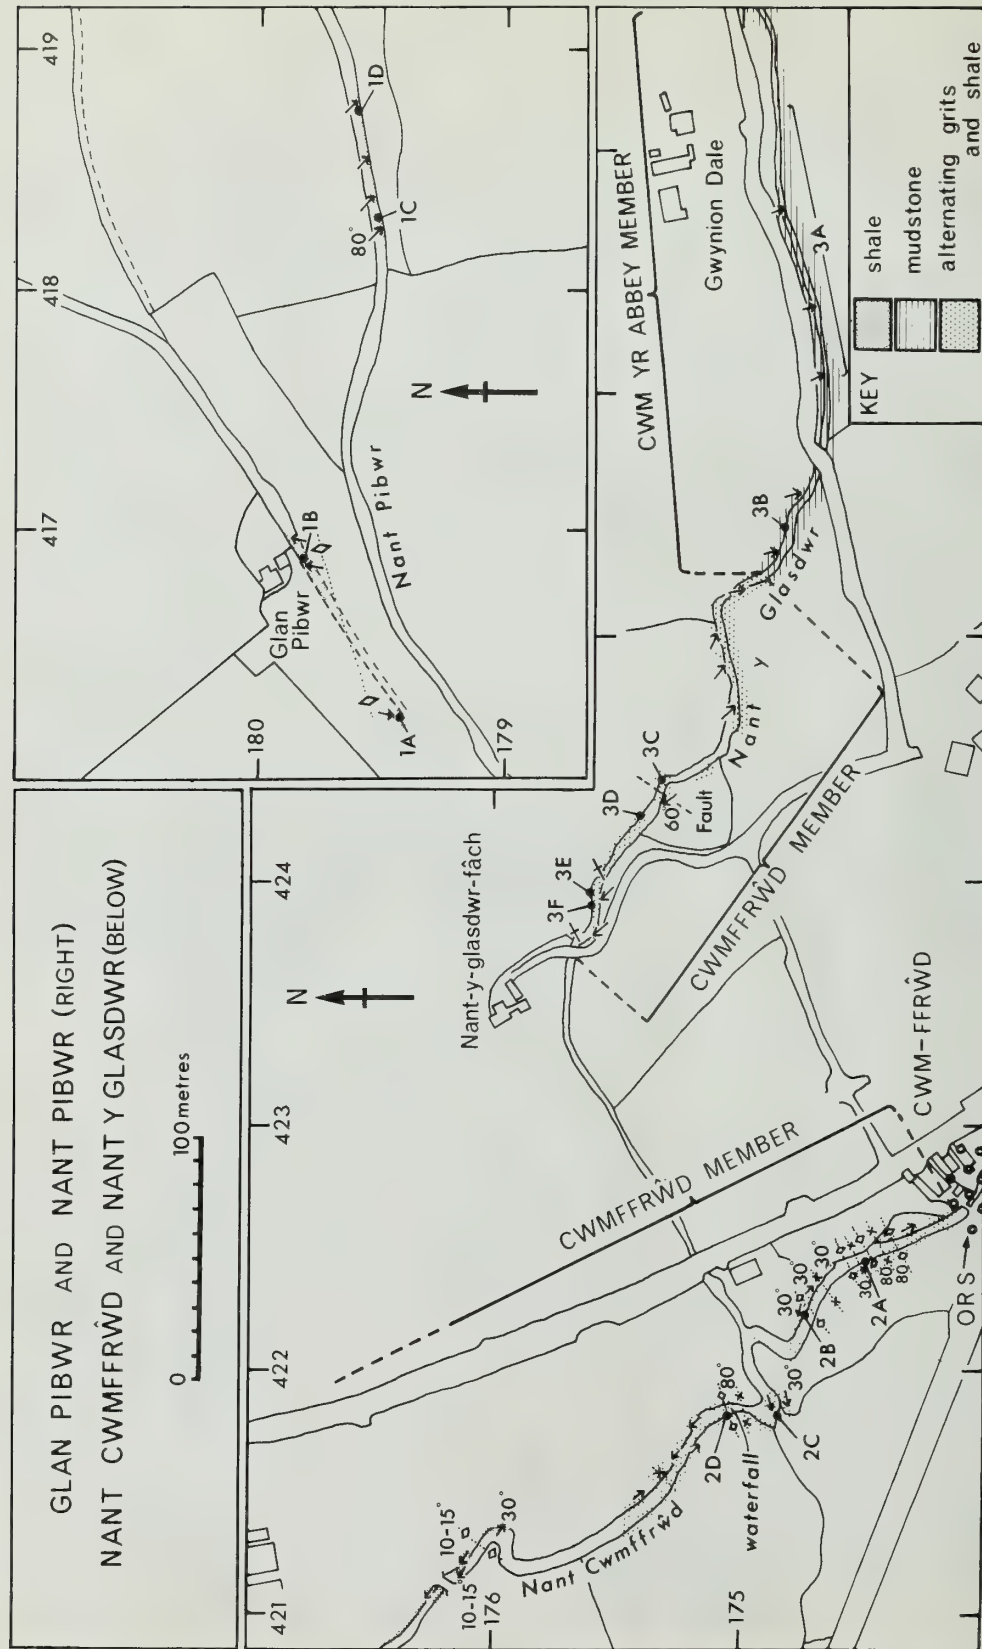 GLAN PIBWR AND NANT PIBWR (RIGHT)
NANT CWMFFRŴD AND NANT Y GLASDWR (BELOW)
0 100 metres
417
418
419
180
179
Glan
Pibwr
1A
1B
Nant Pibwr
N
80°
1C
1D
421
422
423
424
176
175
N
10-15°
10-15°
30°
Nant Cwmffrŵd
2D
80°
waterfall
2C
30°
2B
30°
30°
30°
2A
30
80
80
ORS
CWMFFRŴD MEMBER
CWM-FFRŴD
Nant-y-glasdwr-fâch
3F
3E
3D
3C
60°
Fault
CWMFFRŴD MEMBER
Nant y Glasdwr
3B
CWM YR ABBEY MEMBER
Gwynion Dale
3A
KEY
shale
mudstone
alternating grits
and shale